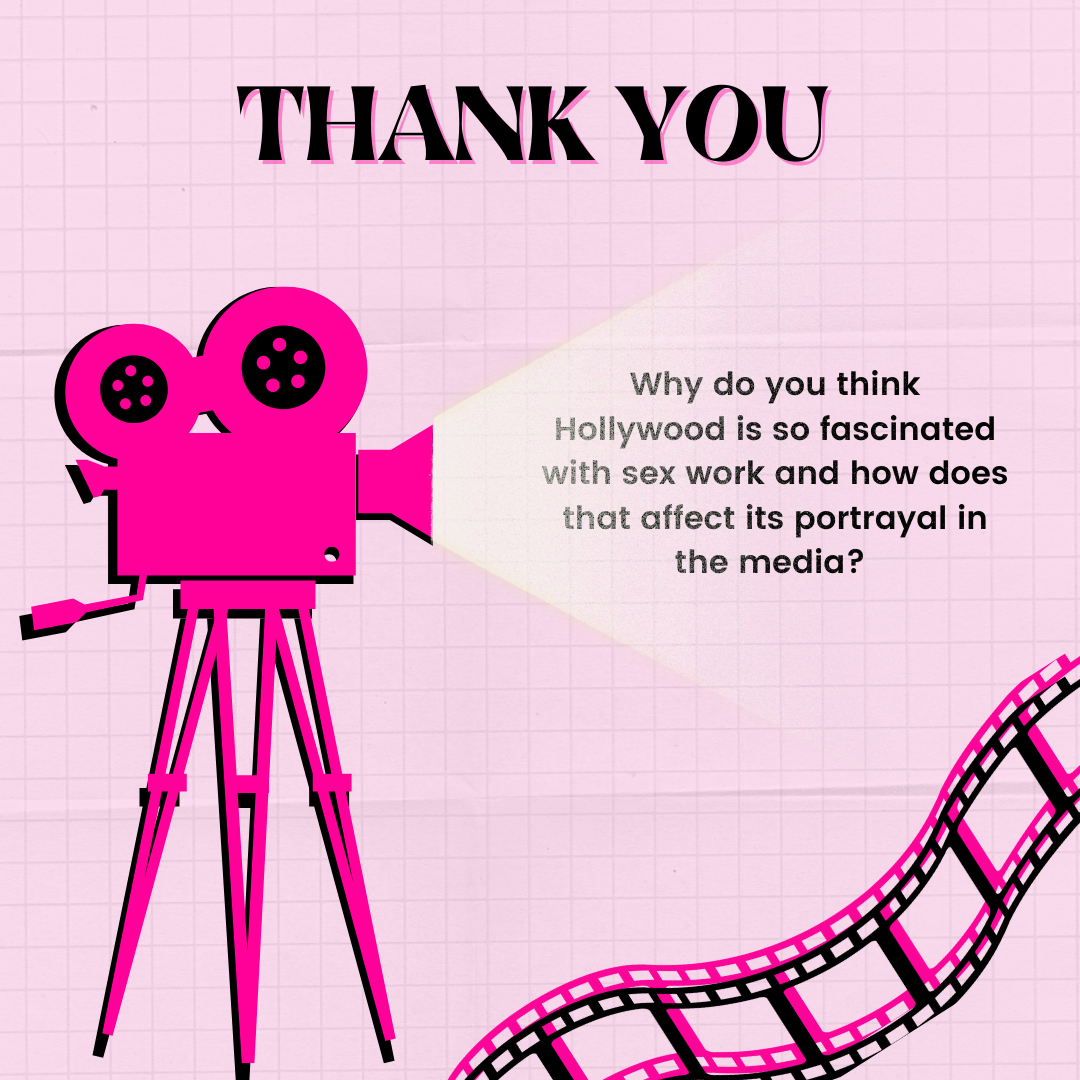 THANK YOU
Why do you think
Hollywood is so fascinated
with sex work and how does
that affect its portrayal in
the media?